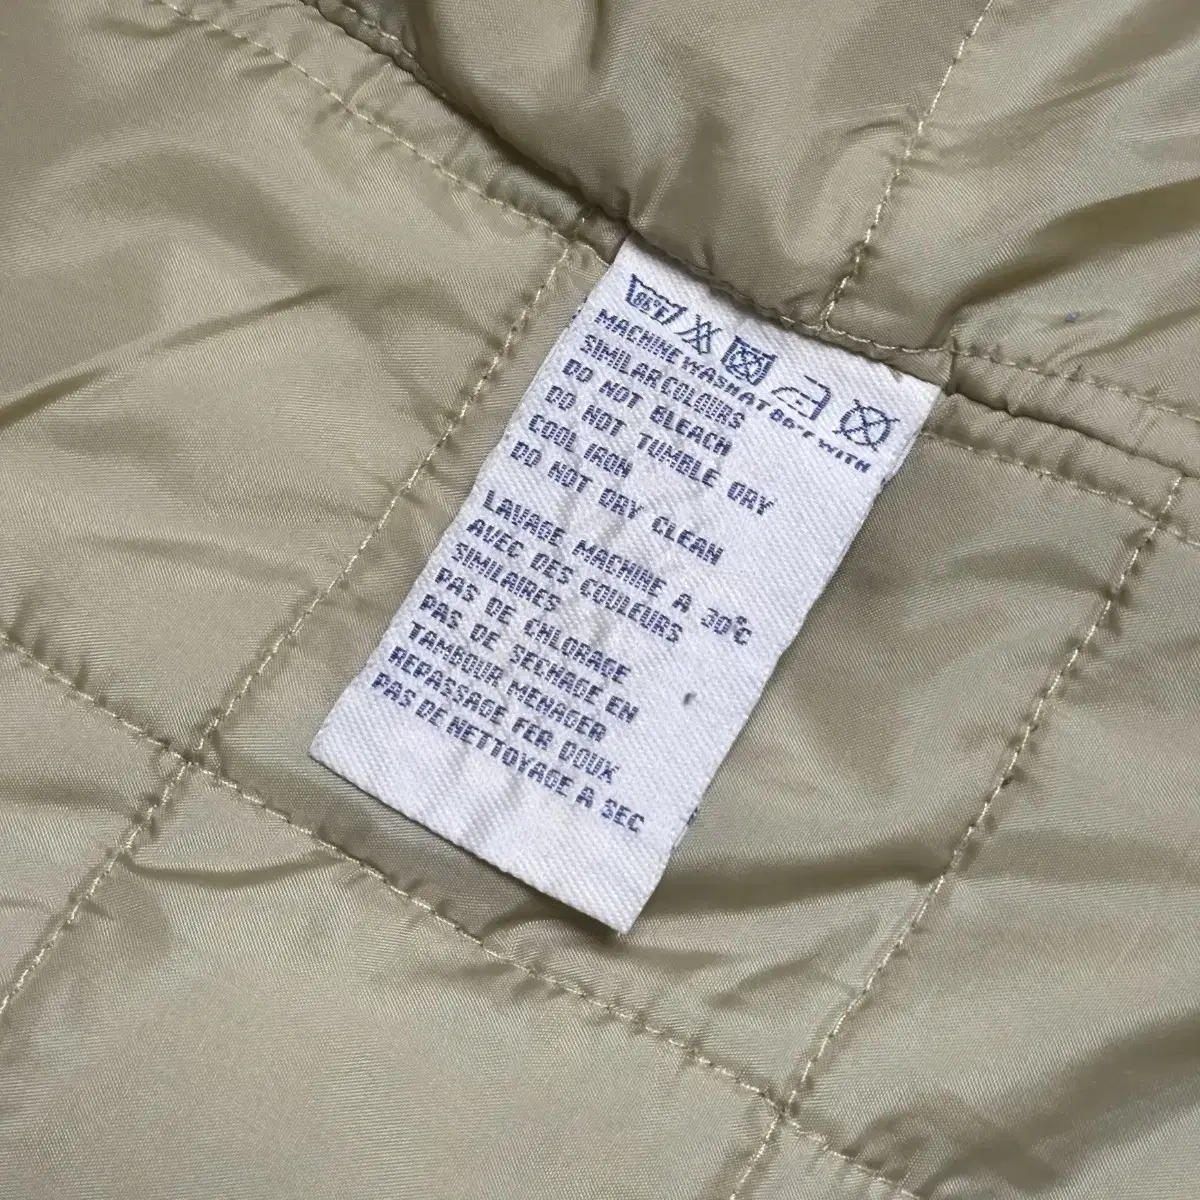 86°F
MACHINE WASH AT 86°F WITH
SIMILAR COLOURS
DO NOT BLEACH
DO NOT TUMBLE DRY
COOL IRON
DO NOT DRY CLEAN
LAVAGE MACHINE A 30°C
AVEC DES COULEURS
SIMILAIRES
PAS DE CHLORAGE
PAS DE SECHAGE EN
TAMBOUR MENAGER
REPASSAGE FER DOUX
PAS DE NETTOYAGE A SEC